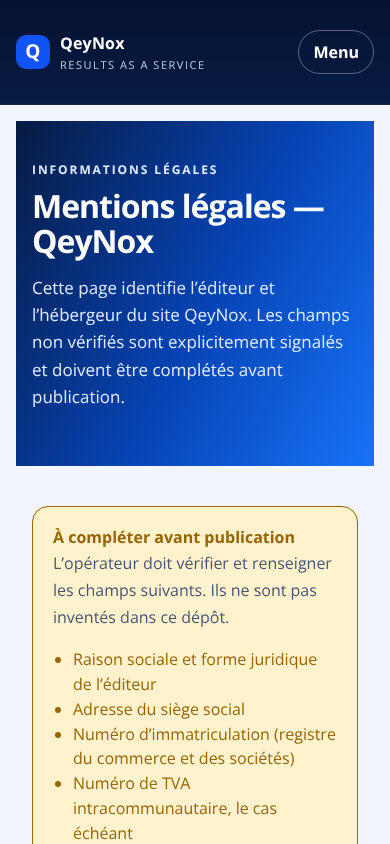 Q
QeyNox
RESULTS AS A SERVICE
Menu
INFORMATIONS LÉGALES
Mentions légales —
QeyNox
Cette page identifie l’éditeur et
l’hébergeur du site QeyNox. Les champs
non vérifiés sont explicitement signalés
et doivent être complétés avant
publication.
À compléter avant publication
L’opérateur doit vérifier et renseigner
les champs suivants. Ils ne sont pas
inventés dans ce dépôt.
• Raison sociale et forme juridique
de l’éditeur
• Adresse du siège social
• Numéro d’immatriculation (registre
du commerce et des sociétés)
• Numéro de TVA
intracommunautaire, le cas
échéant